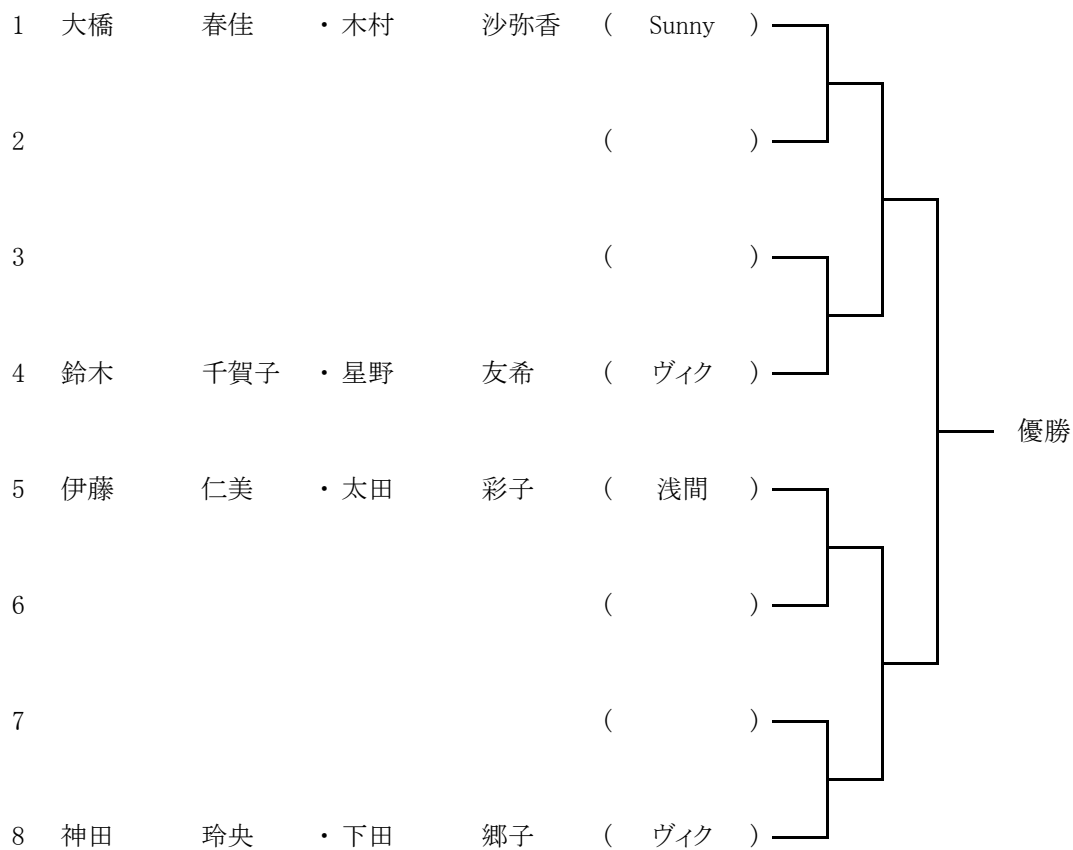 1 大橋 春佳 ・ 木村 沙弥香 ( Sunny )
2 ( )
3 ( )
4 鈴木 千賀子 ・ 星野 友希 ( ヴィク )
優勝
5 伊藤 仁美 ・ 太田 彩子 ( 浅間 )
6 ( )
7 ( )
8 神田 玲央 ・ 下田 郷子 ( ヴィク )